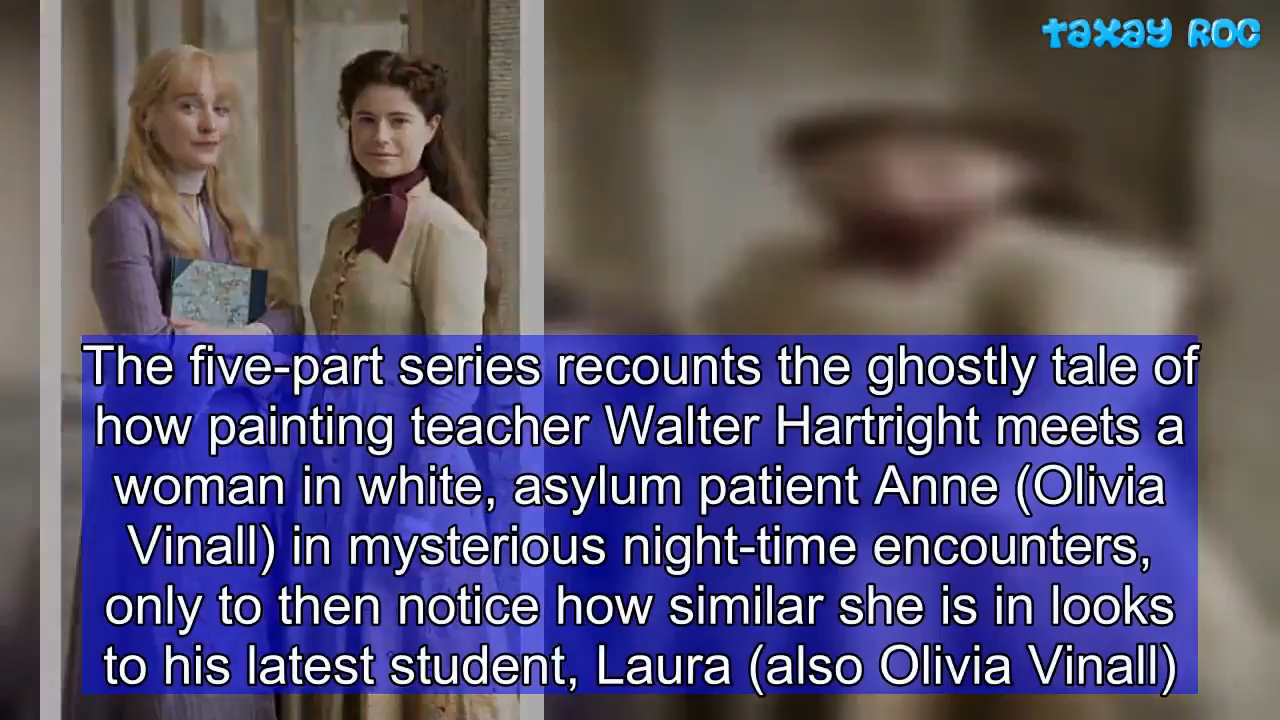 taxay ROC
The five-part series recounts the ghostly tale of
how painting teacher Walter Hartright meets a
woman in white, asylum patient Anne (Olivia
Vinall) in mysterious night-time encounters,
only to then notice how similar she is in looks
to his latest student, Laura (also Olivia Vinall)